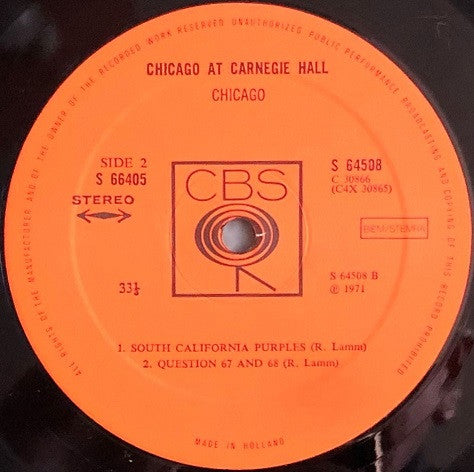 ALL RIGHTS OF THE MANUFACTURER AND OF THE OWNER OF THE RECORDED WORK RESERVED UNAUTHORIZED PUBLIC PERFORMANCE BROADCASTING AND COPYING OF THIS RECORD PROHIBITED
CHICAGO AT CARNEGIE HALL
CHICAGO
SIDE 2
S 66405
STEREO
CBS
S 64508
C 30866
(C4X 30865)
BIEM/STEMRA
33⅓
S 64508 B
℗ 1971
1. SOUTH CALIFORNIA PURPLES (R. Lamm)
2. QUESTION 67 AND 68 (R. Lamm)
MADE IN HOLLAND